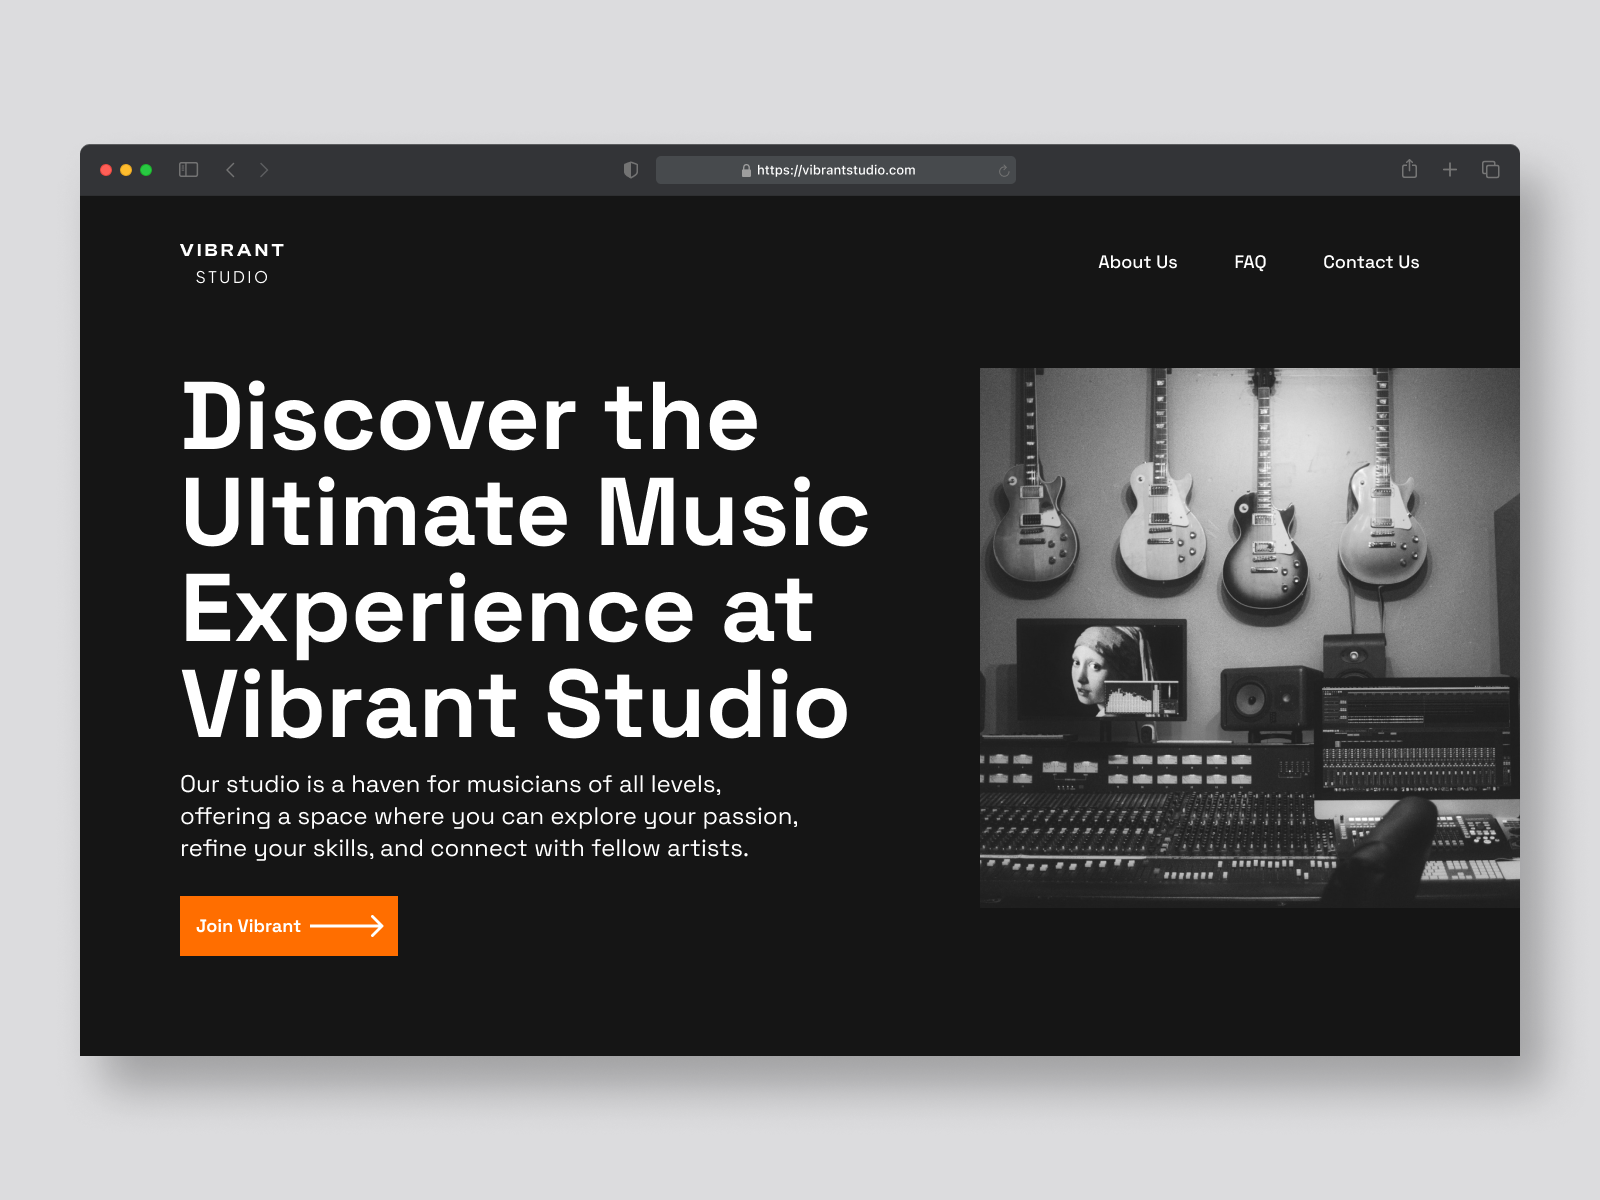 https://vibrantstudio.com
VIBRANT
STUDIO
About Us FAQ Contact Us
Discover the
Ultimate Music
Experience at
Vibrant Studio
Our studio is a haven for musicians of all levels,
offering a space where you can explore your passion,
refine your skills, and connect with fellow artists.
Join Vibrant